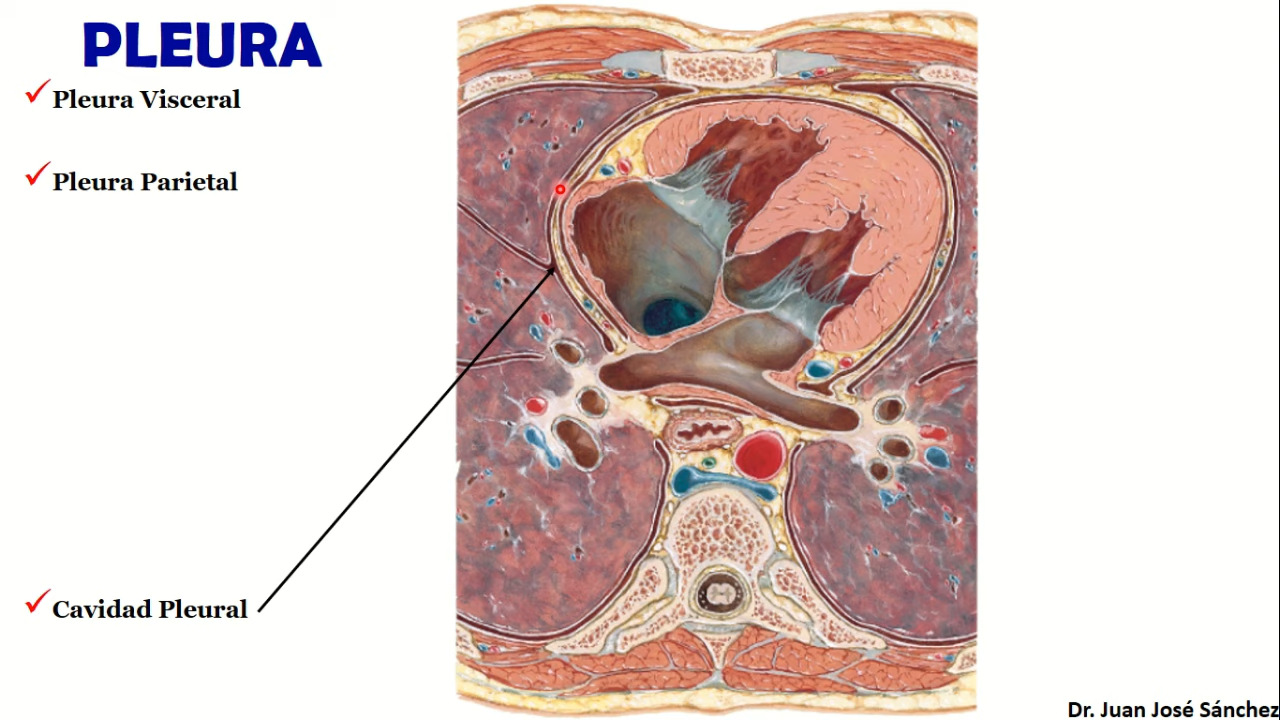 PLEURA
Pleura Visceral
Pleura Parietal
Cavidad Pleural
Dr. Juan José Sánchez